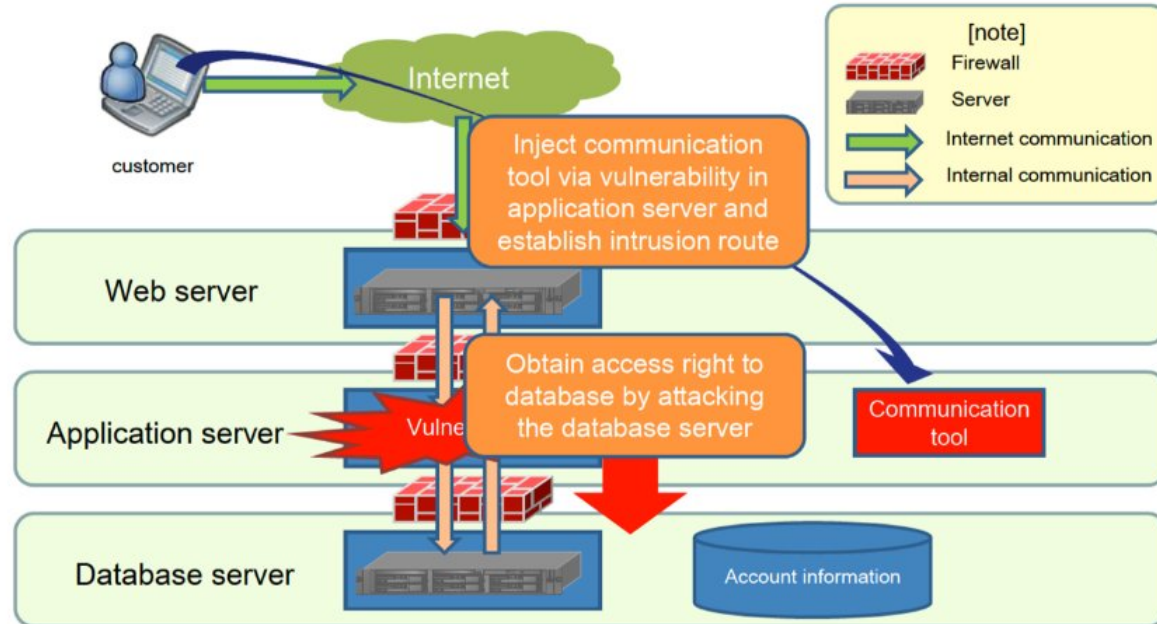 Internet
customer
[note]
Firewall
Server
Internet communication
Internal communication
Inject communication
tool via vulnerability in
application server and
establish intrusion route
Web server
Obtain access right to
database by attacking
the database server
Application server
Vulne
Communication
tool
Database server
Account information